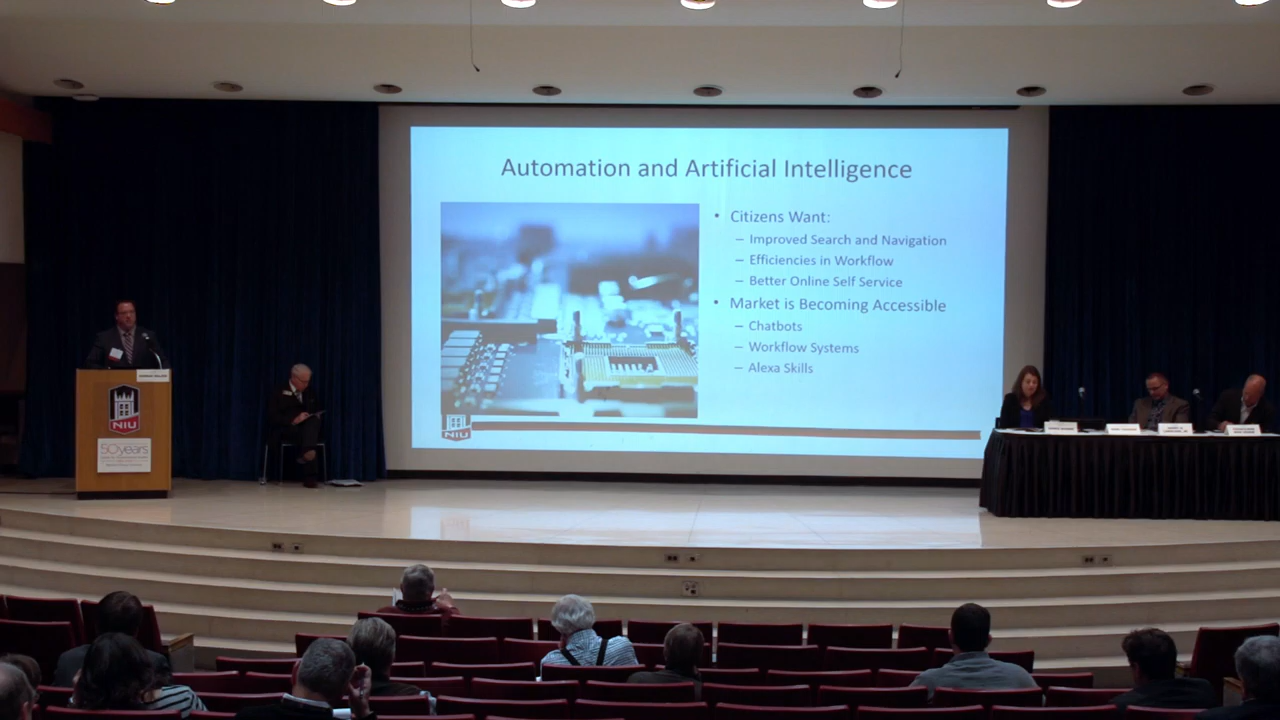 Automation and Artificial Intelligence
• Citizens Want:
– Improved Search and Navigation
– Efficiencies in Workflow
– Better Online Self Service
• Market is Becoming Accessible
– Chatbots
– Workflow Systems
– Alexa Skills
NIU
NIU
50years